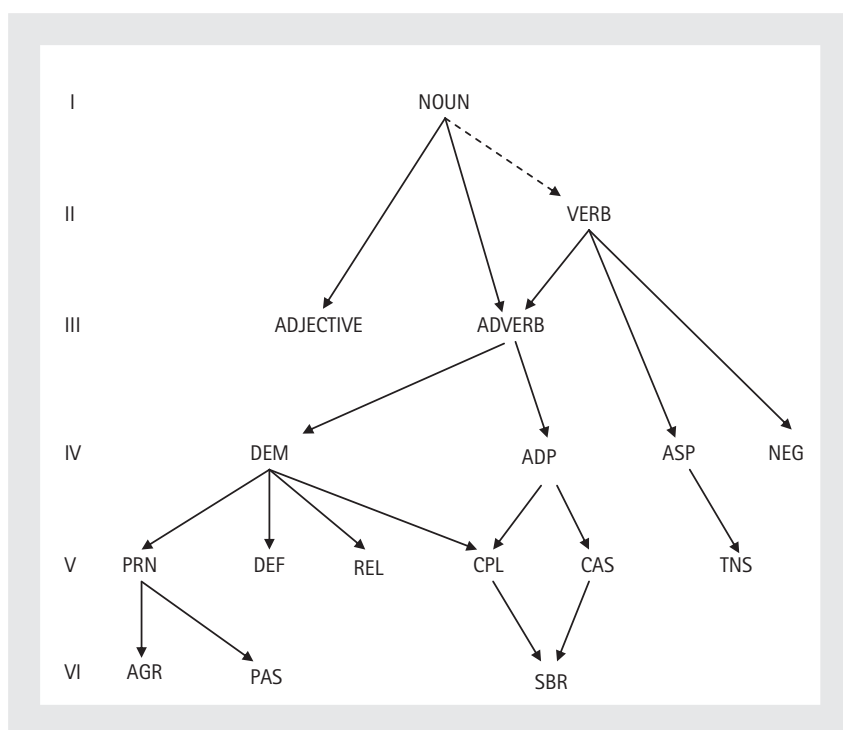 I NOUN
II VERB
III ADJECTIVE ADVERB
IV DEM ADP ASP NEG
V PRN DEF REL CPL CAS TNS
VI AGR PAS SBR